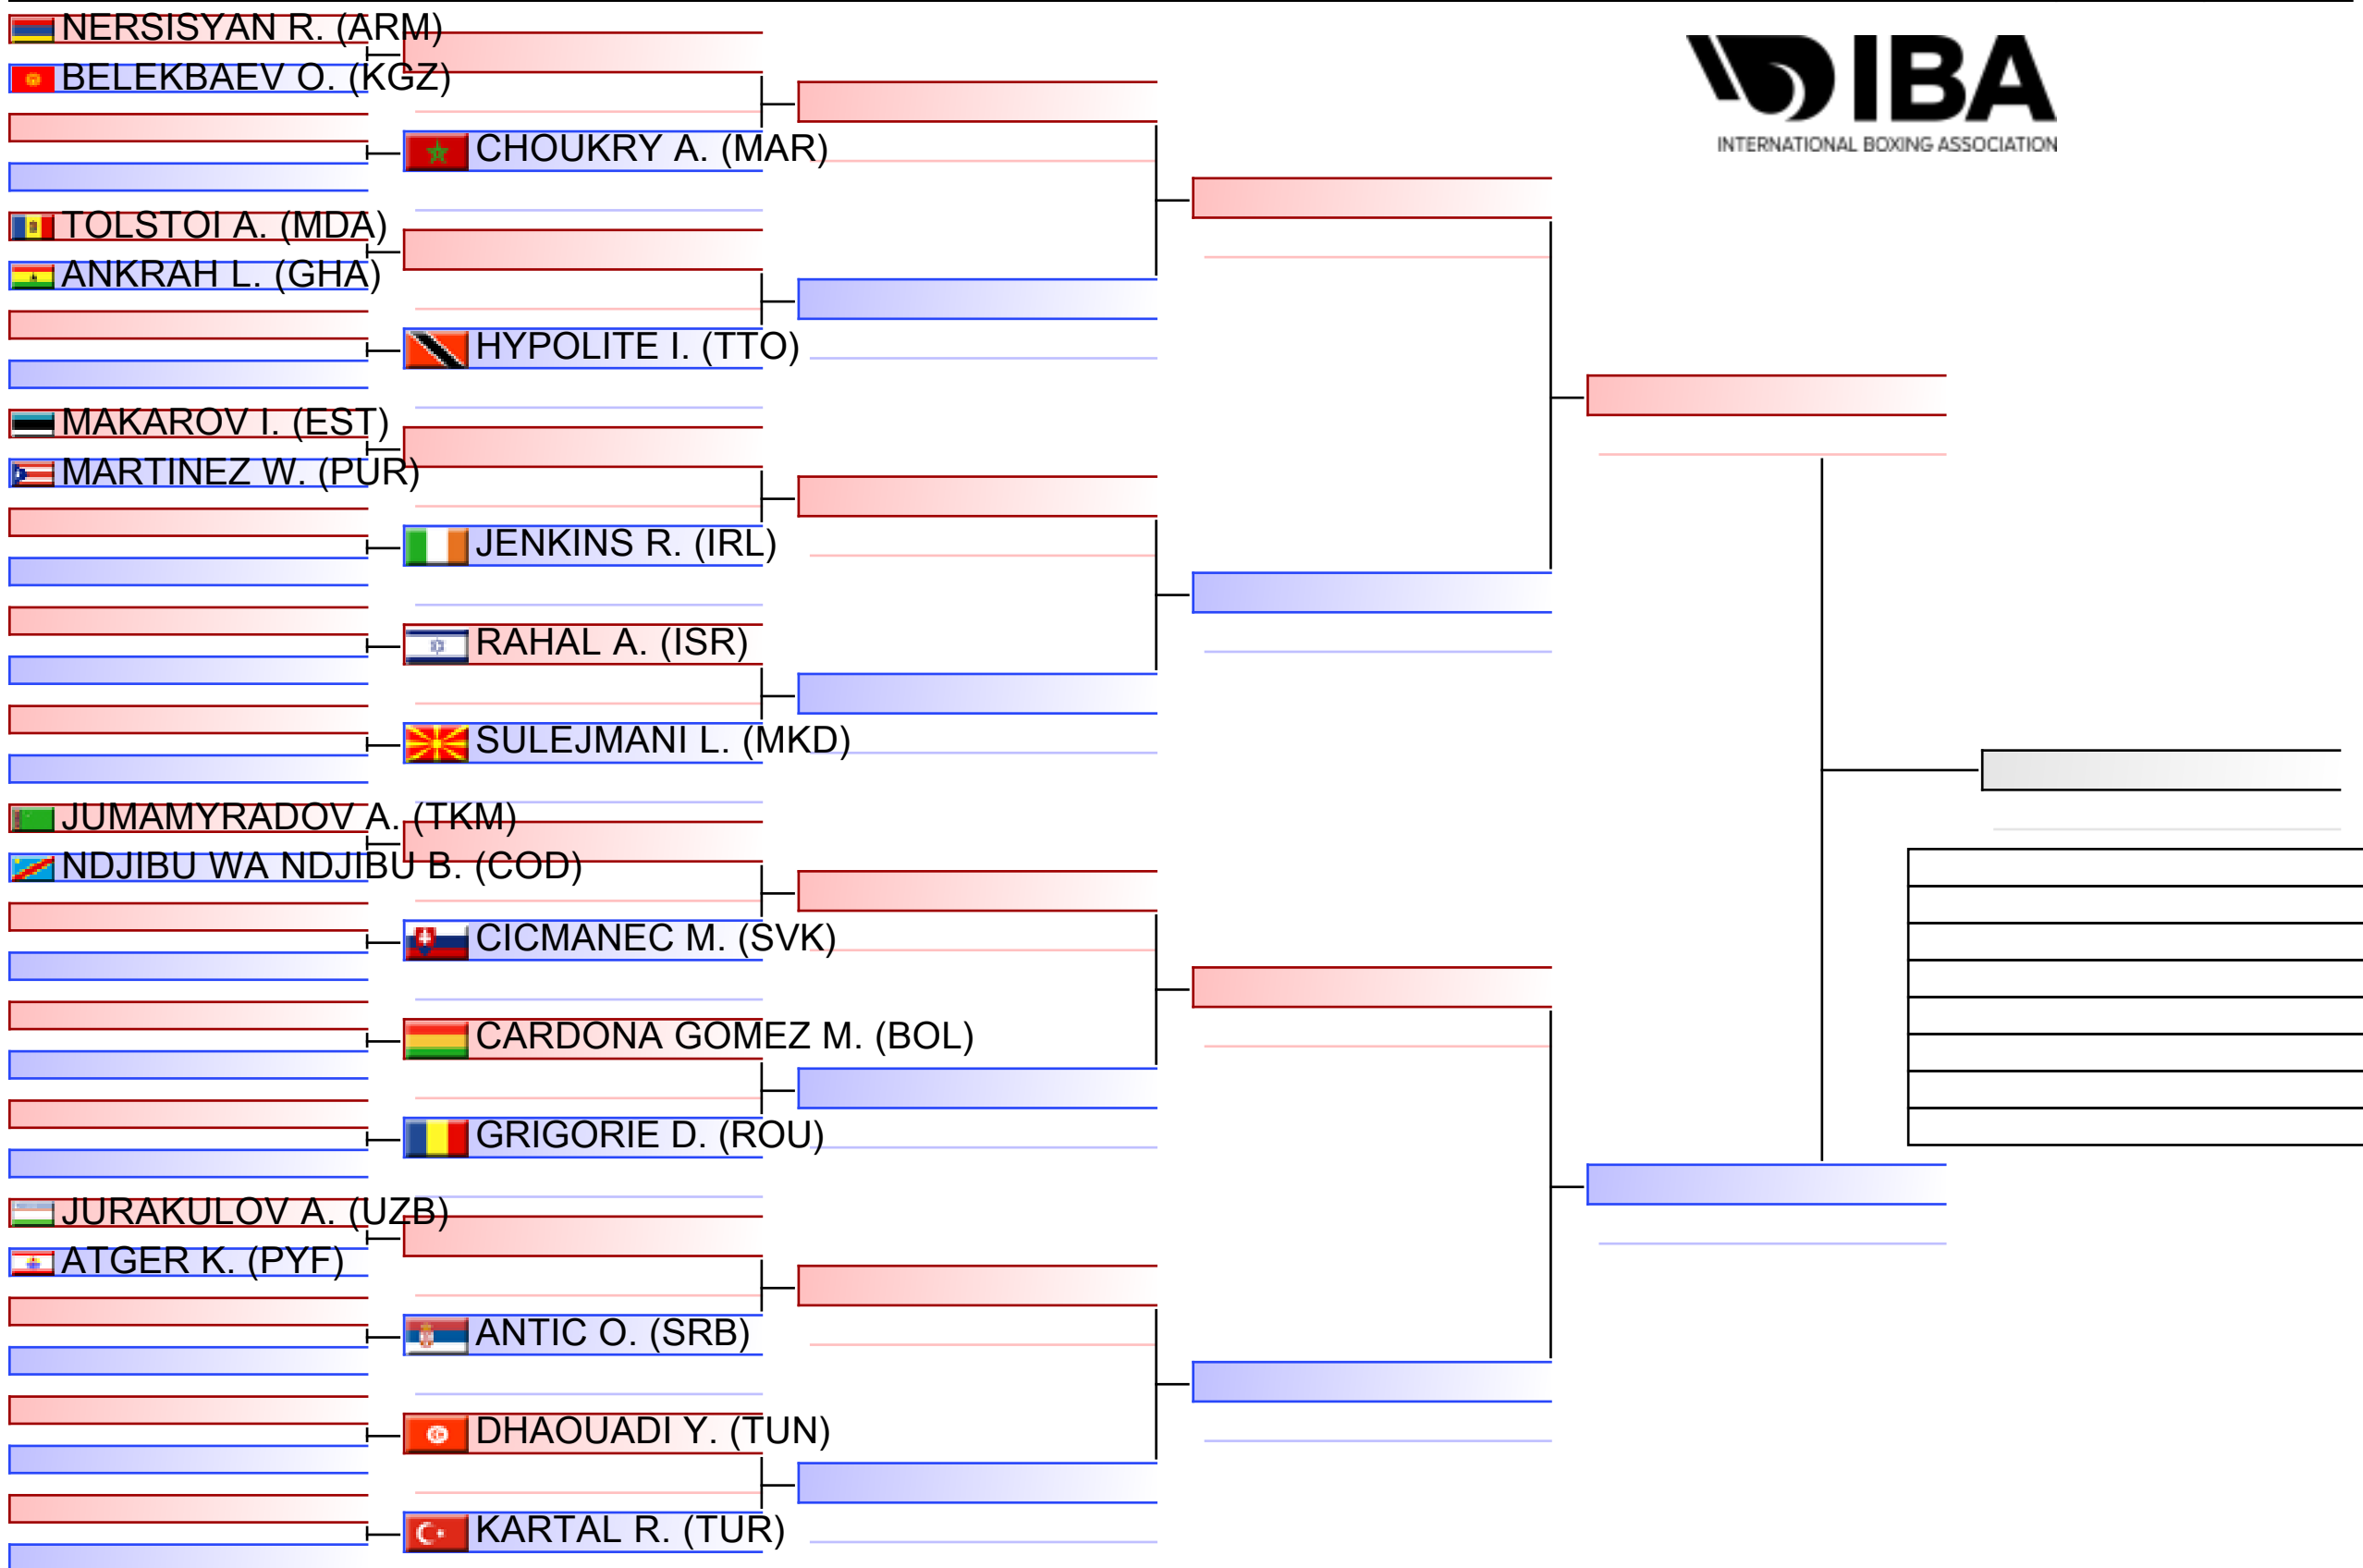 NERSISYAN R. (ARM)
BELEKBAEV O. (KGZ)
IBA
INTERNATIONAL BOXING ASSOCIATION
CHOUKRY A. (MAR)
TOLSTOI A. (MDA)
ANKRAH L. (GHA)
HYPOLITE I. (TTO)
MAKAROV I. (EST)
MARTINEZ W. (PUR)
JENKINS R. (IRL)
RAHAL A. (ISR)
SULEJMANI L. (MKD)
JUMAMYRADOV A. (TKM)
NDJIBU WA NDJIBU B. (COD)
CICMANEC M. (SVK)
CARDONA GOMEZ M. (BOL)
GRIGORIE D. (ROU)
JURAKULOV A. (UZB)
ATGER K. (PYF)
ANTIC O. (SRB)
DHAOUADI Y. (TUN)
KARTAL R. (TUR)